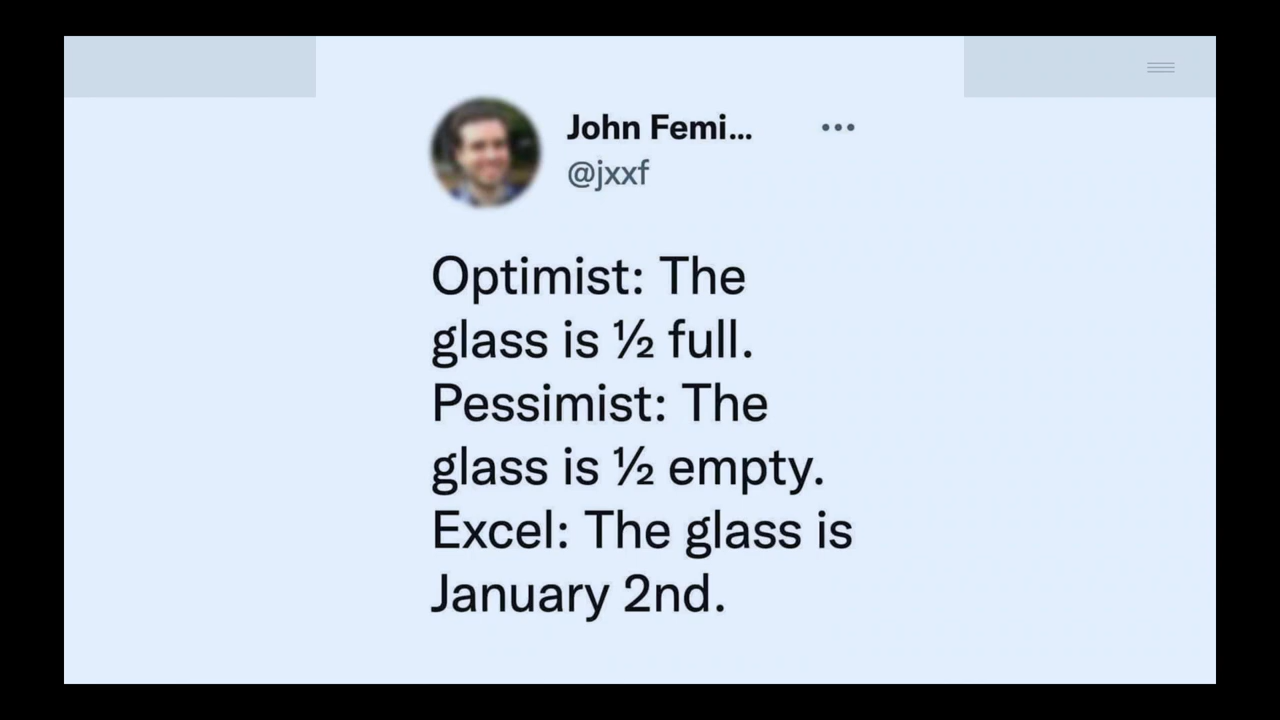 John Femi...
@jxxf
Optimist: The
glass is ½ full.
Pessimist: The
glass is ½ empty.
Excel: The glass is
January 2nd.